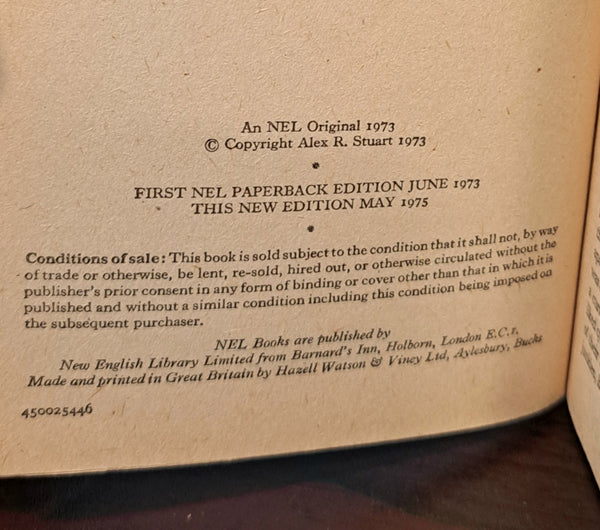 An NEL Original 1973
© Copyright Alex R. Stuart 1973
•
FIRST NEL PAPERBACK EDITION JUNE 1973
THIS NEW EDITION MAY 1975
•
Conditions of sale: This book is sold subject to the condition that it shall not, by way
of trade or otherwise, be lent, re-sold, hired out, or otherwise circulated without the
publisher's prior consent in any form of binding or cover other than that in which it is
published and without a similar condition including this condition being imposed on
the subsequent purchaser.
NEL Books are published by
New English Library Limited from Barnard's Inn, Holborn, London E.C.1.
Made and printed in Great Britain by Hazell Watson & Viney Ltd, Aylesbury, Bucks
450025446